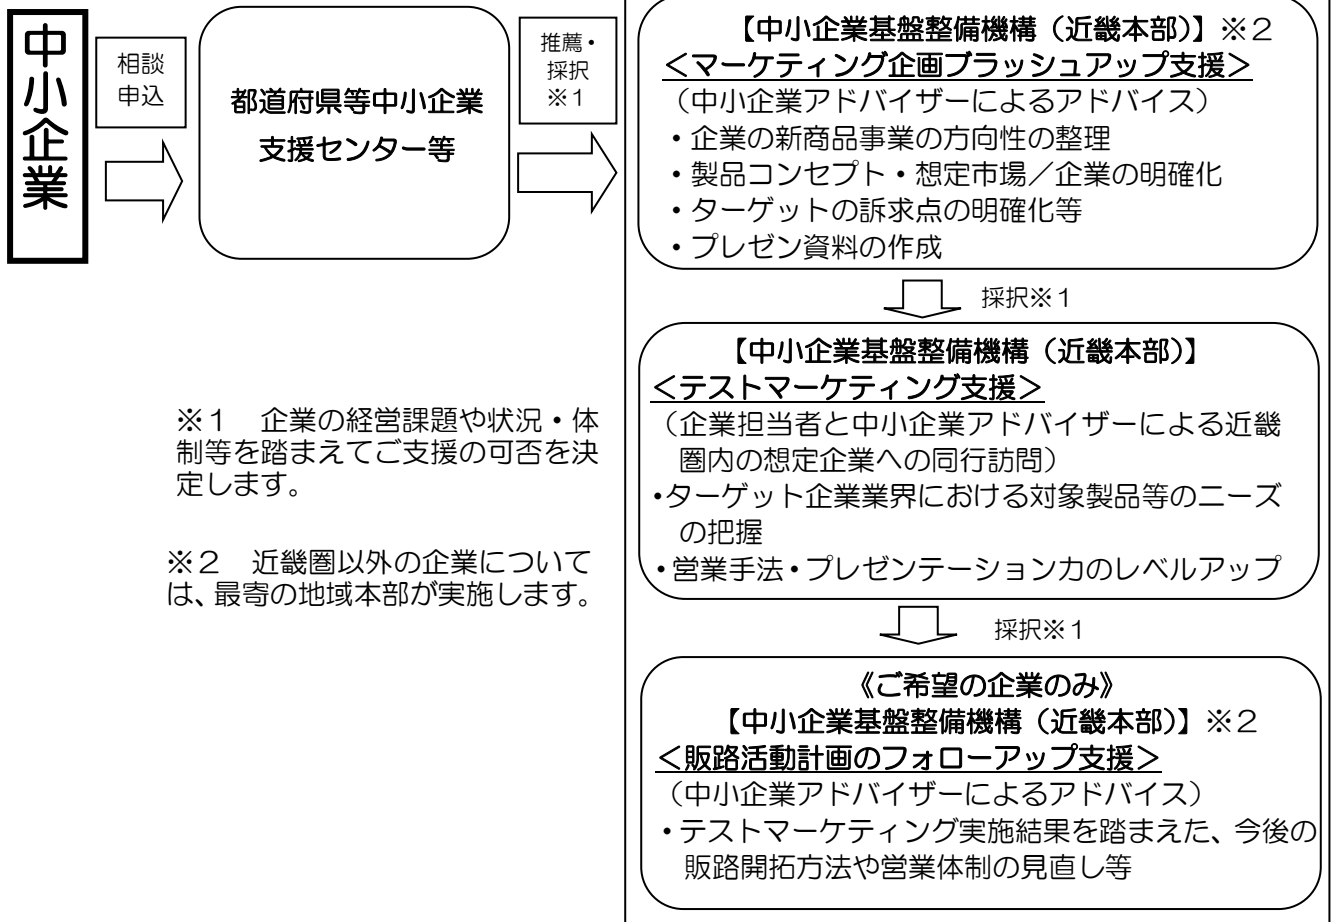 中小企業
相談
申込
都道府県等中小企業
支援センター等
推薦・
採択
※１
【中小企業基盤整備機構（近畿本部）】※２
＜マーケティング企画ブラッシュアップ支援＞
（中小企業アドバイザーによるアドバイス）
・企業の新商品事業の方向性の整理
・製品コンセプト・想定市場／企業の明確化
・ターゲットの訴求点の明確化等
・プレゼン資料の作成
採択※１
【中小企業基盤整備機構（近畿本部）】
＜テストマーケティング支援＞
（企業担当者と中小企業アドバイザーによる近畿
圏内の想定企業への同行訪問）
・ターゲット企業業界における対象製品等のニーズ
の把握
・営業手法・プレゼンテーション力のレベルアップ
採択※１
《ご希望の企業のみ》
【中小企業基盤整備機構（近畿本部）】※２
＜販路活動計画のフォローアップ支援＞
（中小企業アドバイザーによるアドバイス）
・テストマーケティング実施結果を踏まえた、今後の
販路開拓方法や営業体制の見直し等
※１　企業の経営課題や状況・体
制等を踏まえてご支援の可否を決
定します。
※２　近畿圏以外の企業について
は、最寄の地域本部が実施します。